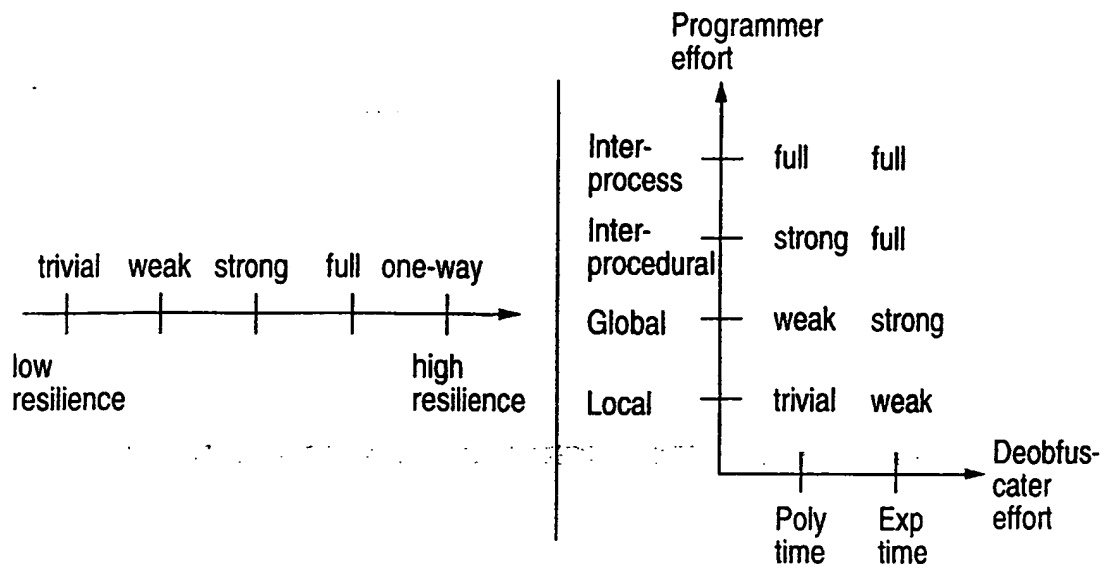 trivial weak strong full one-way
low
resilience
high
resilience
Programmer
effort
Inter-
process
full full
Inter-
procedural
strong full
Global
weak strong
Local
trivial weak
Poly
time
Exp
time
Deobfus-
cater
effort